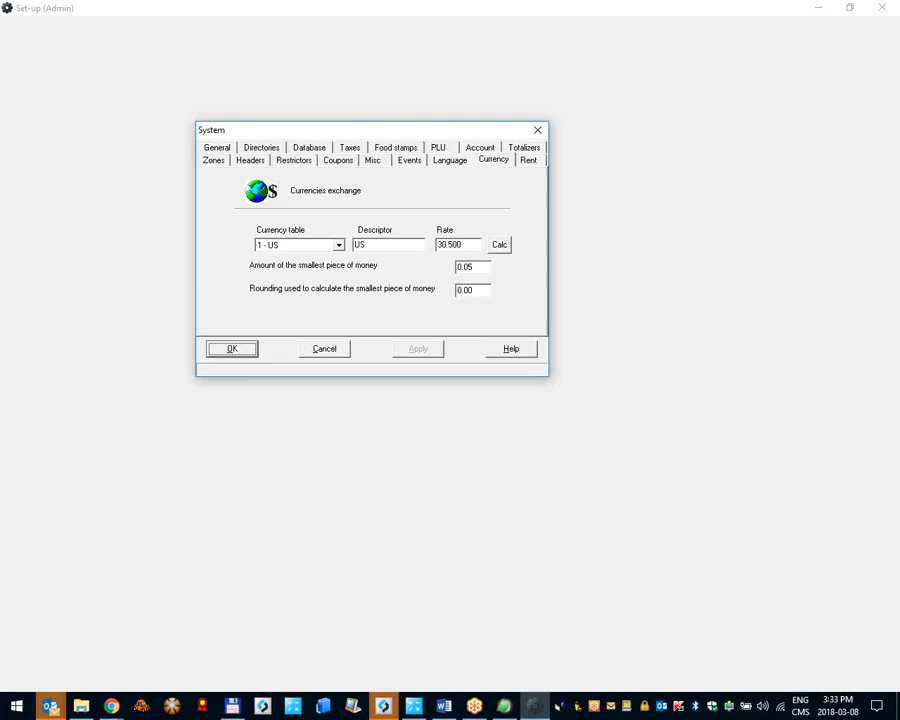 Set-up (Admin)
System
General Directories Database Taxes Food stamps PLU Account Totalizers
Zones Headers Restrictors Coupons Misc Events Language Currency Rent
$ Currencies exchange
Currency table Descriptor Rate
1 - US US 30.500 Calc
Amount of the smallest piece of money 0.05
Rounding used to calculate the smallest piece of money 0.00
OK Cancel Apply Help
ENG 3:33 PM
CMS 2018-03-08